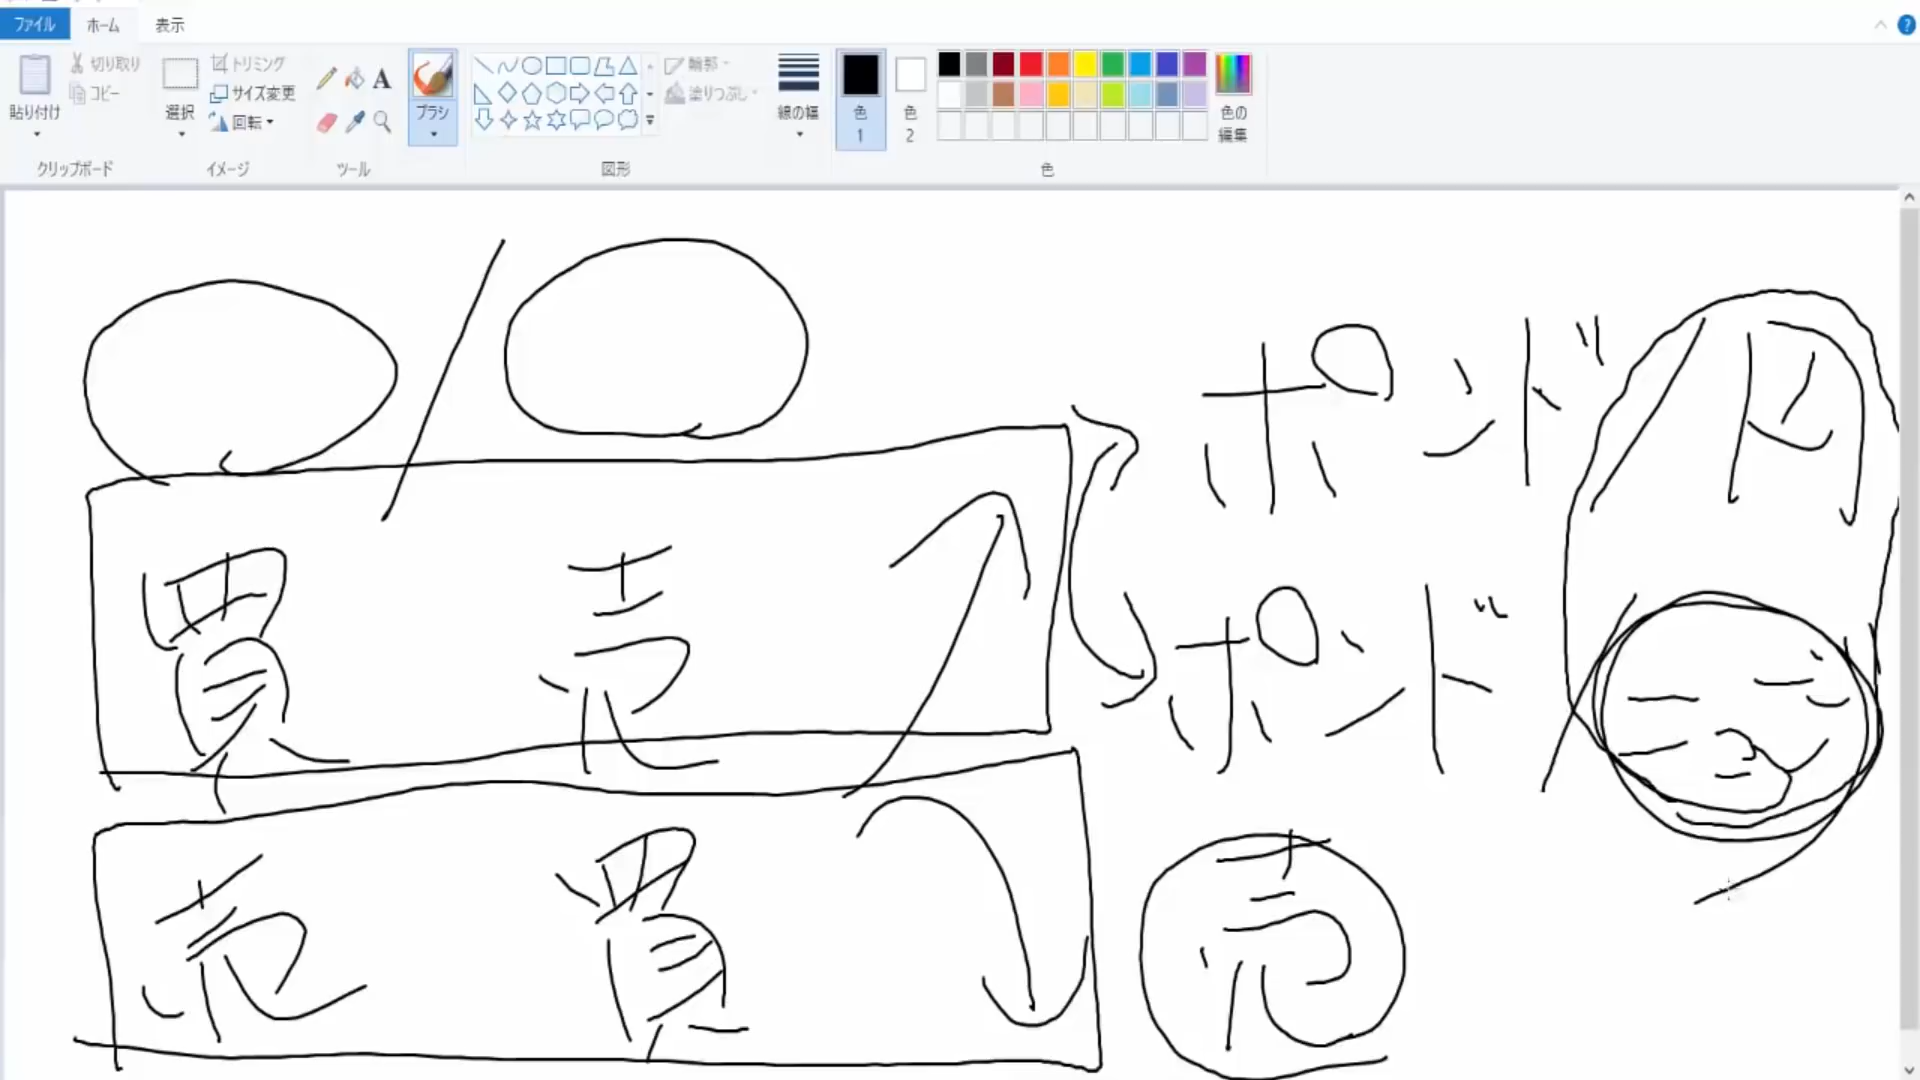 ファイル ホーム 表示
貼り付け 切り取り コピー
選択 トリミング サイズ変更 回転
A
ブラシ
輪郭
塗りつぶし
線の幅
色 1
色 2
色の編集
クリップボード イメージ ツール 図形 色
○/○
買 売
売 買
ポンド/円
ポンド/ドル
売